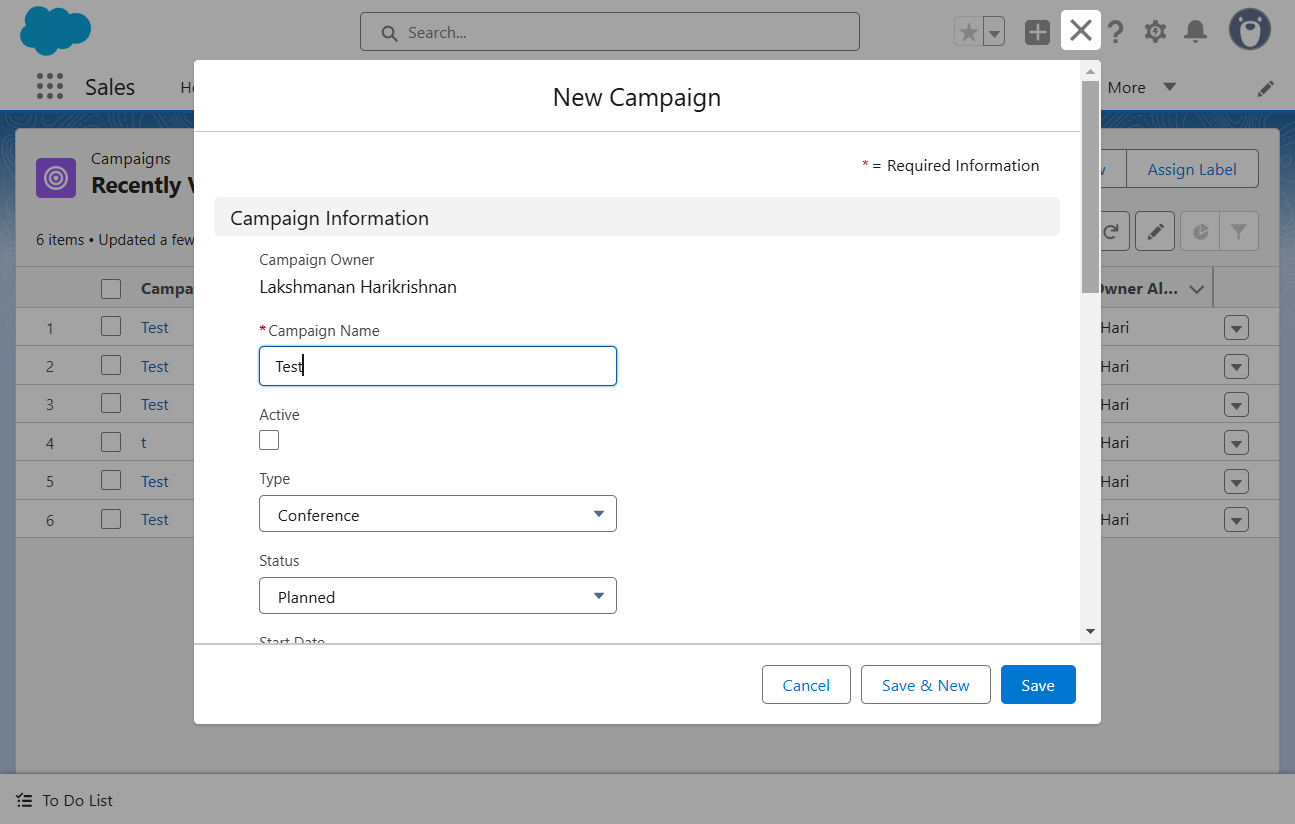 Search...
Sales
More
New Campaign
Campaigns
Assign Label
Recently
* = Required Information
Campaign Information
6 items • Updated a few
Campaign Owner
Lakshmanan Harikrishnan
Owner Al...
*Campaign Name
1 Test Hari
Test
2 Test Hari
3 Test Hari
Active
4 t Hari
Type
5 Test Hari
Conference
6 Test Hari
Status
Planned
Start Date
Cancel
Save & New
Save
To Do List